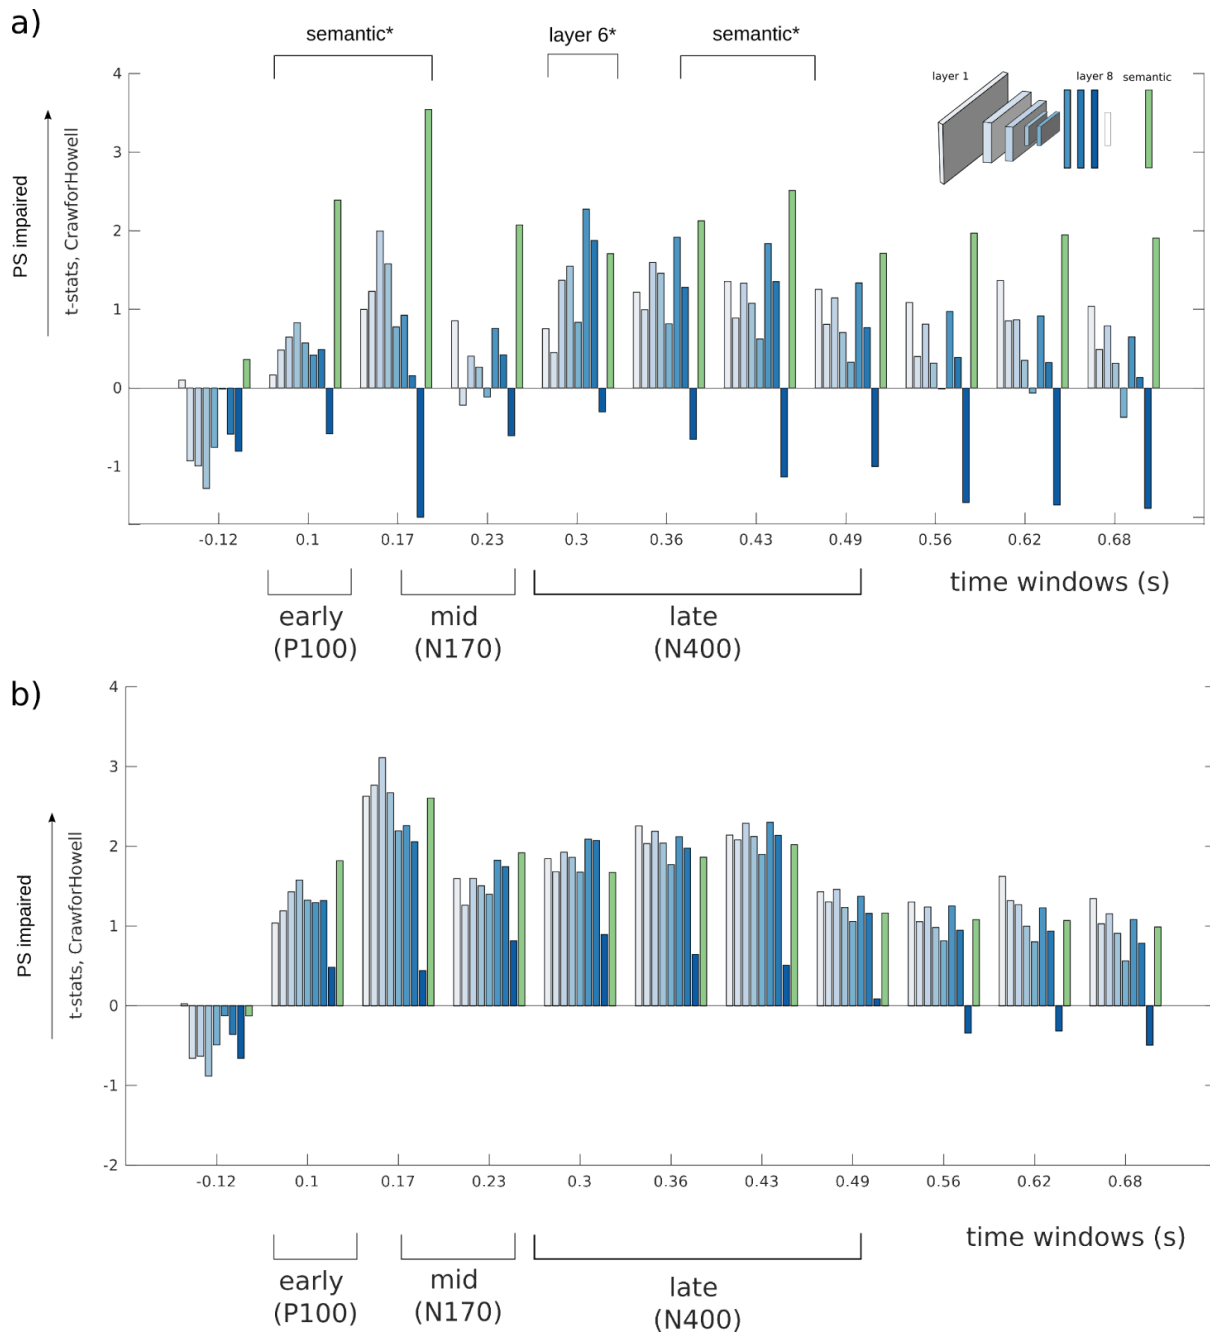 a)
semantic*
layer 6*
semantic*
layer 1
layer 8
semantic
PS impaired
t-stats, CrawforHowell
4
3
2
1
0
-1
-0.12
0.1
0.17
0.23
0.3
0.36
0.43
0.49
0.56
0.62
0.68
time windows (s)
early
(P100)
mid
(N170)
late
(N400)
b)
PS impaired
t-stats, CrawforHowell
4
3
2
1
0
-1
-2
-0.12
0.1
0.17
0.23
0.3
0.36
0.43
0.49
0.56
0.62
0.68
time windows (s)
early
(P100)
mid
(N170)
late
(N400)